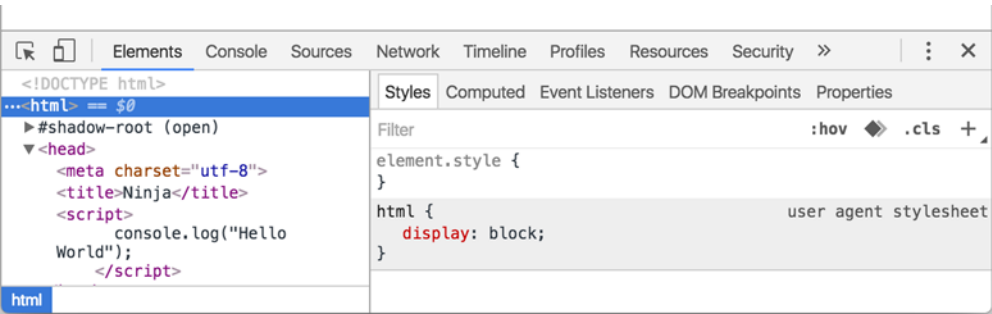 Elements Console Sources Network Timeline Profiles Resources Security »
<!DOCTYPE html>
…<html> == $0
▶#shadow-root (open)
▼<head>
<meta charset="utf-8">
<title>Ninja</title>
<script>
console.log("Hello
World");
</script>
html
Styles Computed Event Listeners DOM Breakpoints Properties
Filter :hov .cls +
element.style {
}
html { user agent stylesheet
display: block;
}